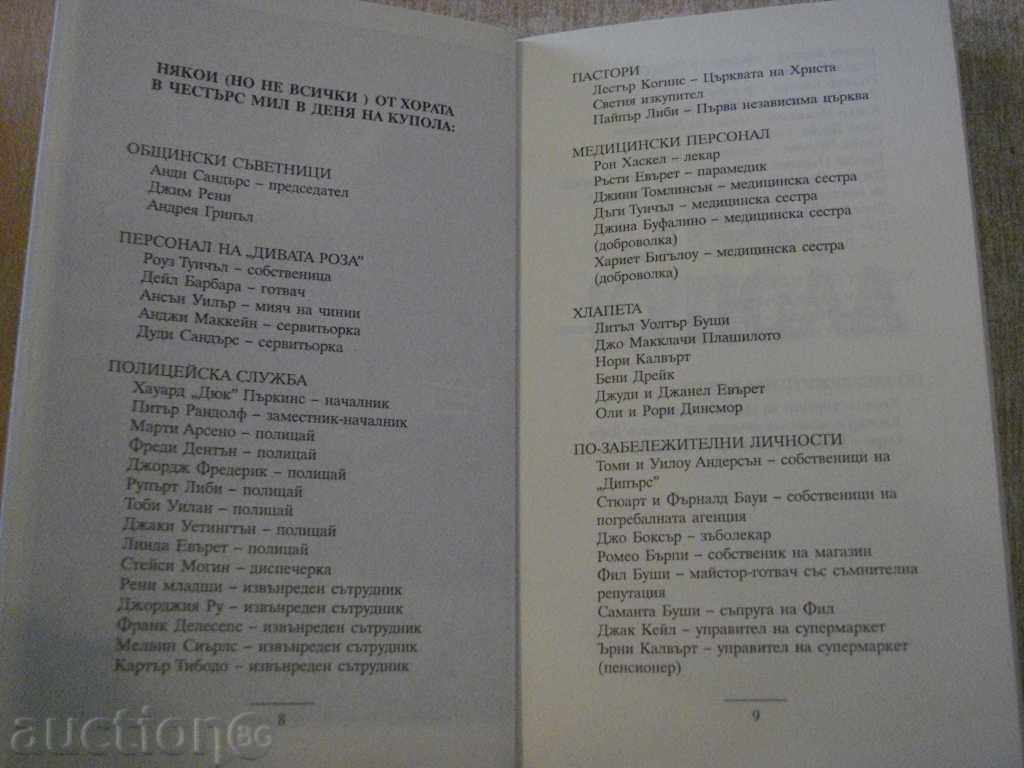 НЯКОИ (НО НЕ ВСИЧКИ ) ОТ ХОРАТА
В ЧЕСТЪРС МИЛ В ДЕНЯ НА КУПОЛА:
ОБЩИНСКИ СЪВЕТНИЦИ
Анди Сандърс – председател
Джим Рени
Андрея Гринъл
ПЕРСОНАЛ НА „ДИВАТА РОЗА”
Роуз Туичъл – собственица
Дейл Барбара – готвач
Ансън Уилър – мияч на чинии
Анджи Маккейн – сервитьорка
Дуди Сандърс – сервитьорка
ПОЛИЦЕЙСКА СЛУЖБА
Хауард „Дюк” Пъркинс – началник
Питър Рандолф – заместник-началник
Марти Арсено – полицай
Фреди Дентън – полицай
Джордж Фредерик – полицай
Рупърт Либи – полицай
Тоби Уилан – полицай
Джаки Уетингтън – полицай
Линда Евърет – полицай
Стейси Могин – диспечерка
Рени младши – извънреден сътрудник
Джорджия Ру – извънреден сътрудник
Франк Делесепс – извънреден сътрудник
Мелвин Сиърлс – извънреден сътрудник
Картър Тибодо – извънреден сътрудник
8
ПАСТОРИ
Лестър Когинс – Църквата на Христа
Светия изкупител
Пайпър Либи – Първа независима църква
МЕДИЦИНСКИ ПЕРСОНАЛ
Рон Хаскел – лекар
Ръсти Евърет – парамедик
Джини Томлинсън – медицинска сестра
Дъги Туичъл – медицинска сестра
Джина Буфалино – медицинска сестра
(доброволка)
Хариет Бигълоу – медицинска сестра
(доброволка)
ХЛАПЕТА
Литъл Уолтър Буши
Джо Макклачи Плашилото
Нори Калвърт
Бени Дрейк
Джуди и Джанел Евърет
Оли и Рори Динсмор
ПО-ЗАБЕЛЕЖИТЕЛНИ ЛИЧНОСТИ
Томи и Уилоу Андерсън – собственици на
„Дипърс”
Стюарт и Фърналд Бауи – собственици на
погребалната агенция
Джо Боксър – зъболекар
Ромео Бърпи – собственик на магазин
Фил Буши – майстор-готвач със съмнителна
репутация
Саманта Буши – съпруга на Фил
Джак Кейл – управител на супермаркет
Ърни Калвърт – управител на супермаркет
(пенсионер)
9
auctionбг